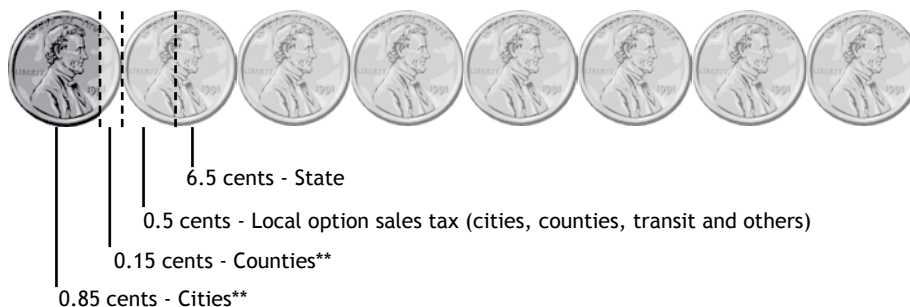 6.5 cents - State
0.5 cents - Local option sales tax (cities, counties, transit and others)
0.15 cents - Counties**
0.85 cents - Cities**